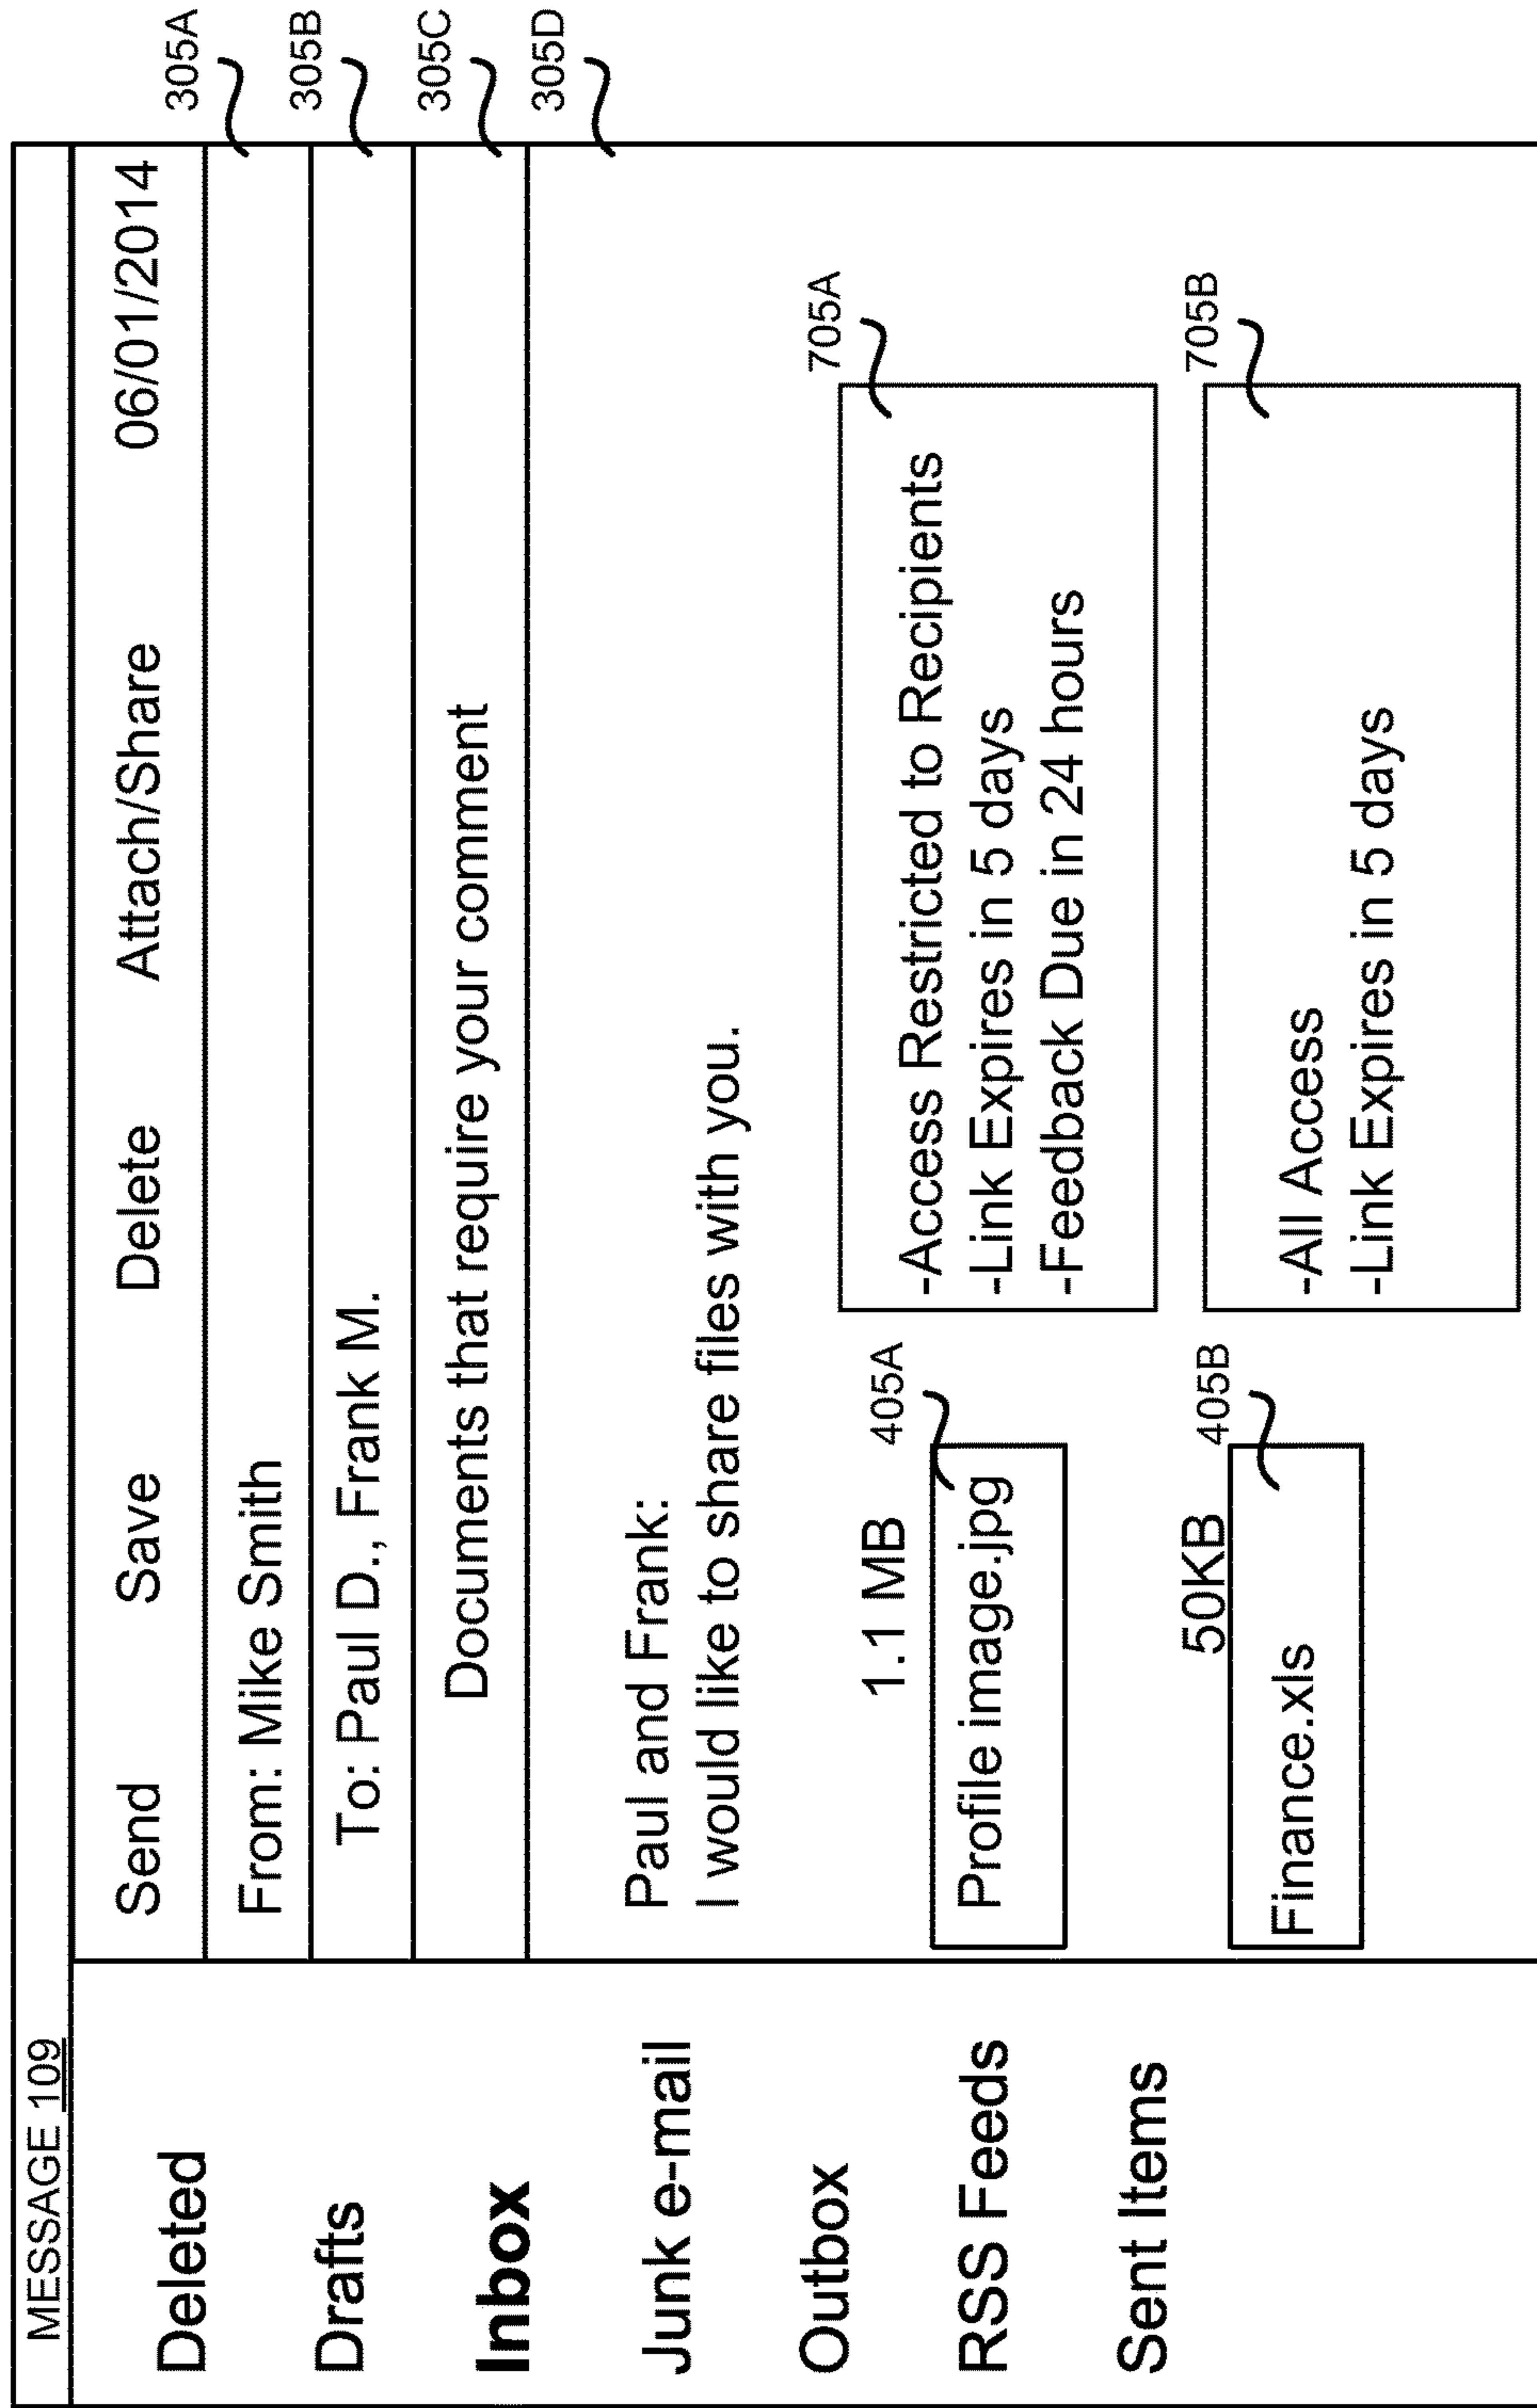 MESSAGE 109
Deleted
Drafts
Inbox
Junk e-mail
Outbox
RSS Feeds
Sent Items
Send Save Delete Attach/Share 06/01/2014
From: Mike Smith
305A
To: Paul D., Frank M.
305B
Documents that require your comment
305C
305D
Paul and Frank:
I would like to share files with you.
1.1 MB
405A
Profile image.jpg
705A
-Access Restricted to Recipients
-Link Expires in 5 days
-Feedback Due in 24 hours
50KB
405B
Finance.xls
705B
-All Access
-Link Expires in 5 days